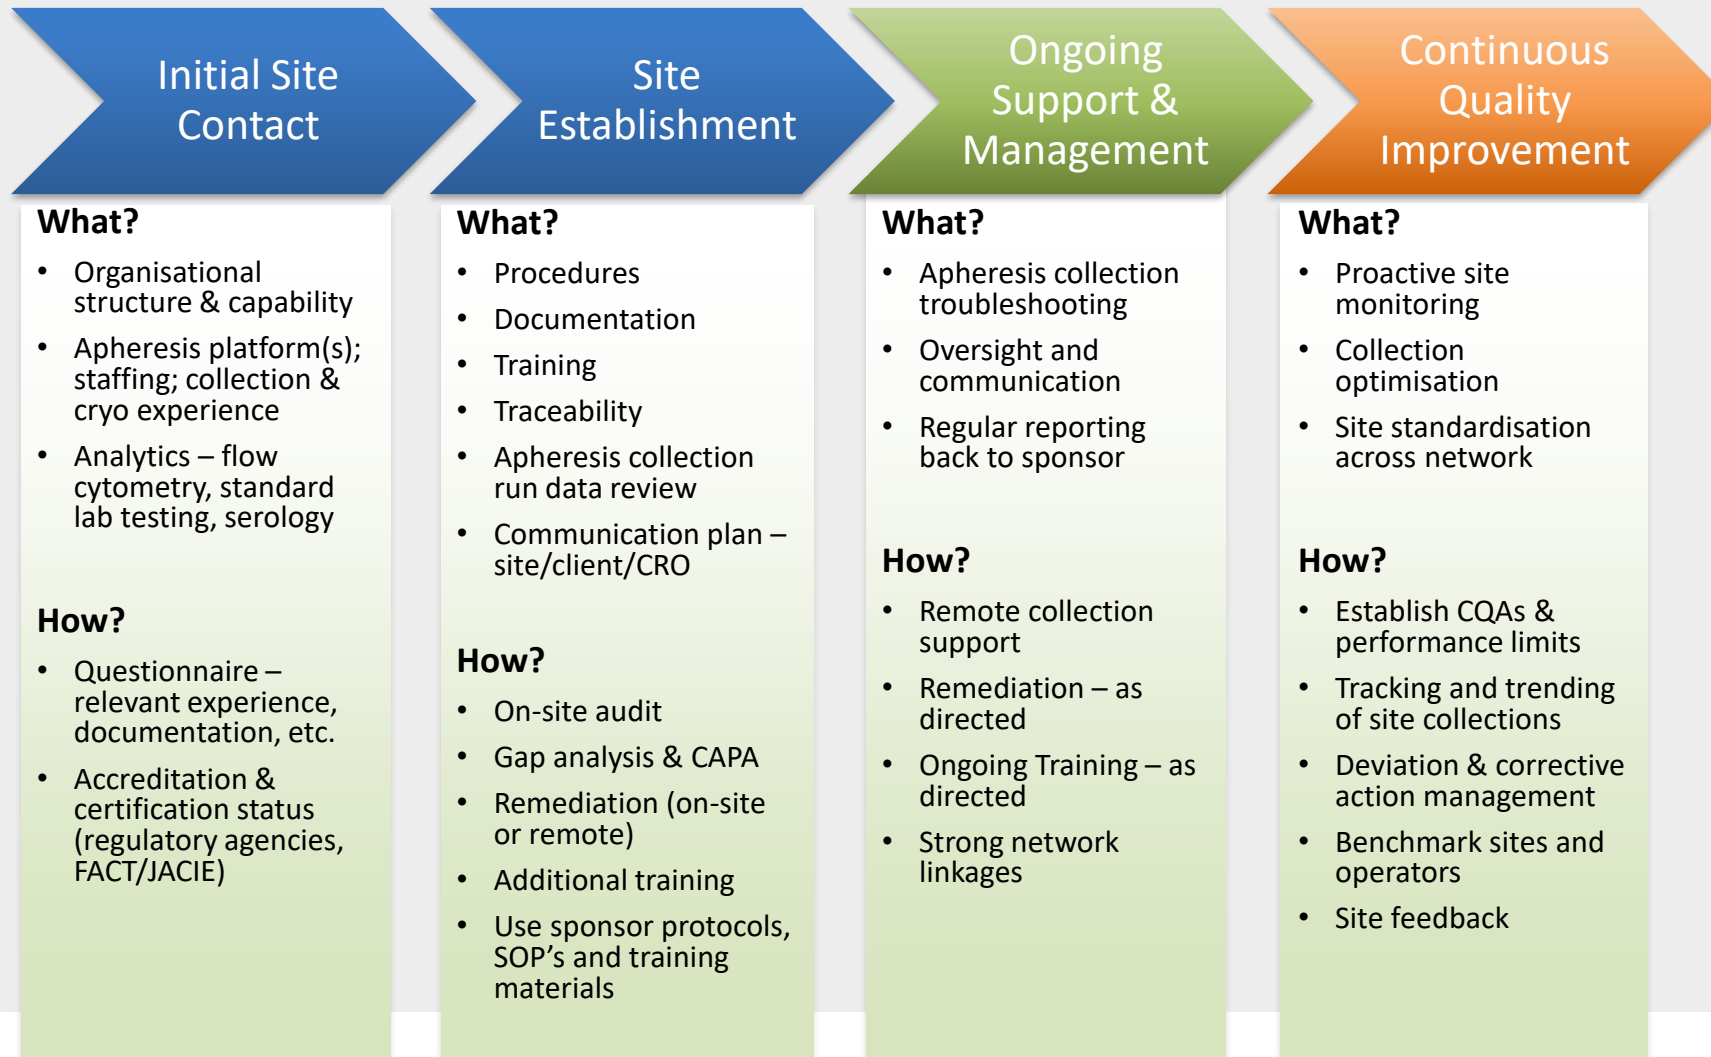 Initial Site
Contact
What?
• Organisational
structure & capability
• Apheresis platform(s);
staffing; collection &
cryo experience
• Analytics – flow
cytometry, standard
lab testing, serology
How?
• Questionnaire –
relevant experience,
documentation, etc.
• Accreditation &
certification status
(regulatory agencies,
FACT/JACIE)
Site
Establishment
What?
• Procedures
• Documentation
• Training
• Traceability
• Apheresis collection
run data review
• Communication plan –
site/client/CRO
How?
• On-site audit
• Gap analysis & CAPA
• Remediation (on-site
or remote)
• Additional training
• Use sponsor protocols,
SOP's and training
materials
Ongoing
Support &
Management
What?
• Apheresis collection
troubleshooting
• Oversight and
communication
• Regular reporting
back to sponsor
How?
• Remote collection
support
• Remediation – as
directed
• Ongoing Training – as
directed
• Strong network
linkages
Continuous
Quality
Improvement
What?
• Proactive site
monitoring
• Collection
optimisation
• Site standardisation
across network
How?
• Establish CQAs &
performance limits
• Tracking and trending
of site collections
• Deviation & corrective
action management
• Benchmark sites and
operators
• Site feedback